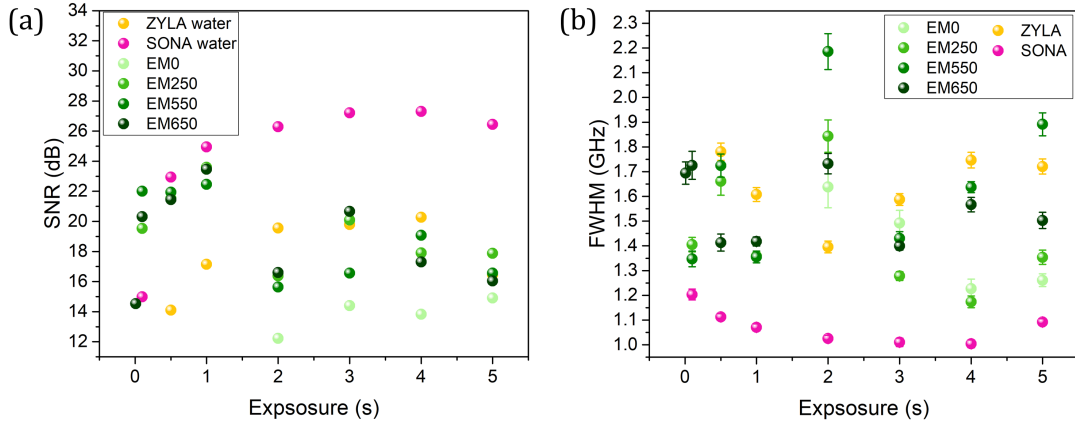 (a)
ZYLA water
SONA water
EM0
EM250
EM550
EM650
34
32
30
28
26
24
22
20
18
16
14
12
SNR (dB)
0 1 2 3 4 5
Expsosure (s)
(b)
EM0
EM250
EM550
EM650
ZYLA
SONA
2.3
2.2
2.1
2.0
1.9
1.8
1.7
1.6
1.5
1.4
1.3
1.2
1.1
1.0
FWHM (GHz)
0 1 2 3 4 5
Expsosure (s)